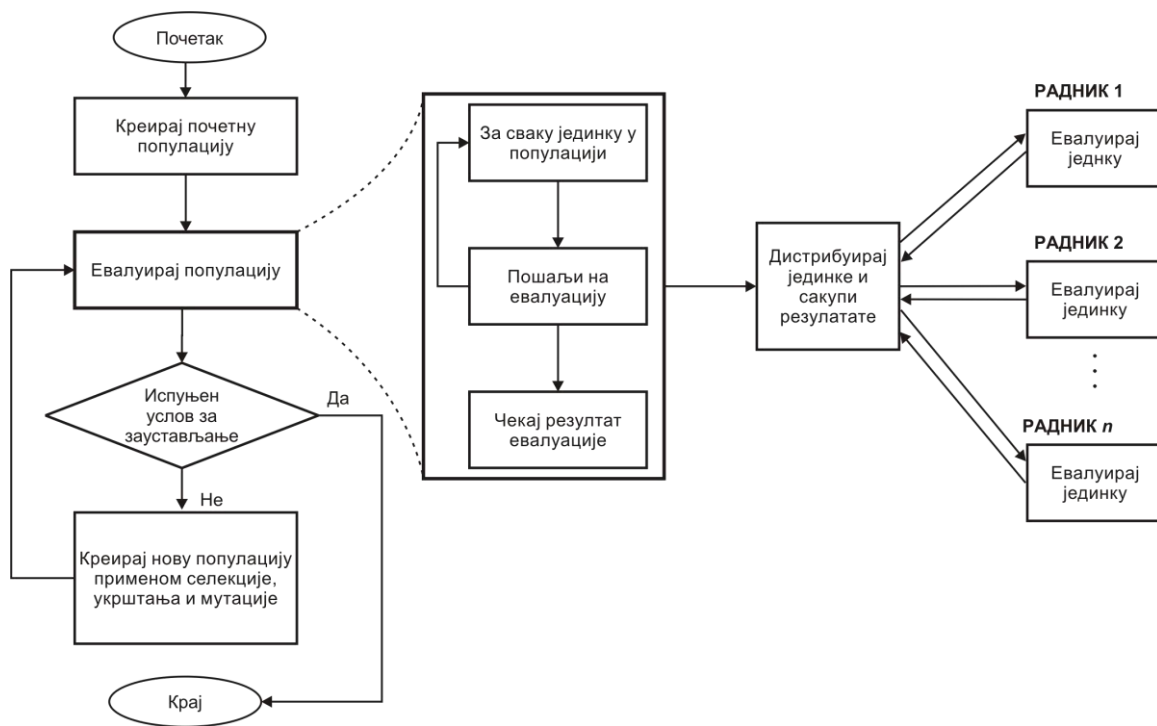 Почетак
Креирај почетну
популацију
Евалуирај популацију
Испуњен
услов за
заустављање
Да
Не
Креирај нову популацију
применом селекције,
укрштања и мутације
Крај
За сваку јединку у
популацији
Пошаљи на
евалуацију
Чекај резултат
евалуације
Дистрибуирај
јединке и
сакупи
резулатате
РАДНИК 1
Евалуирај
једнку
РАДНИК 2
Евалуирај
јединку
РАДНИК n
Евалуирај
јединку